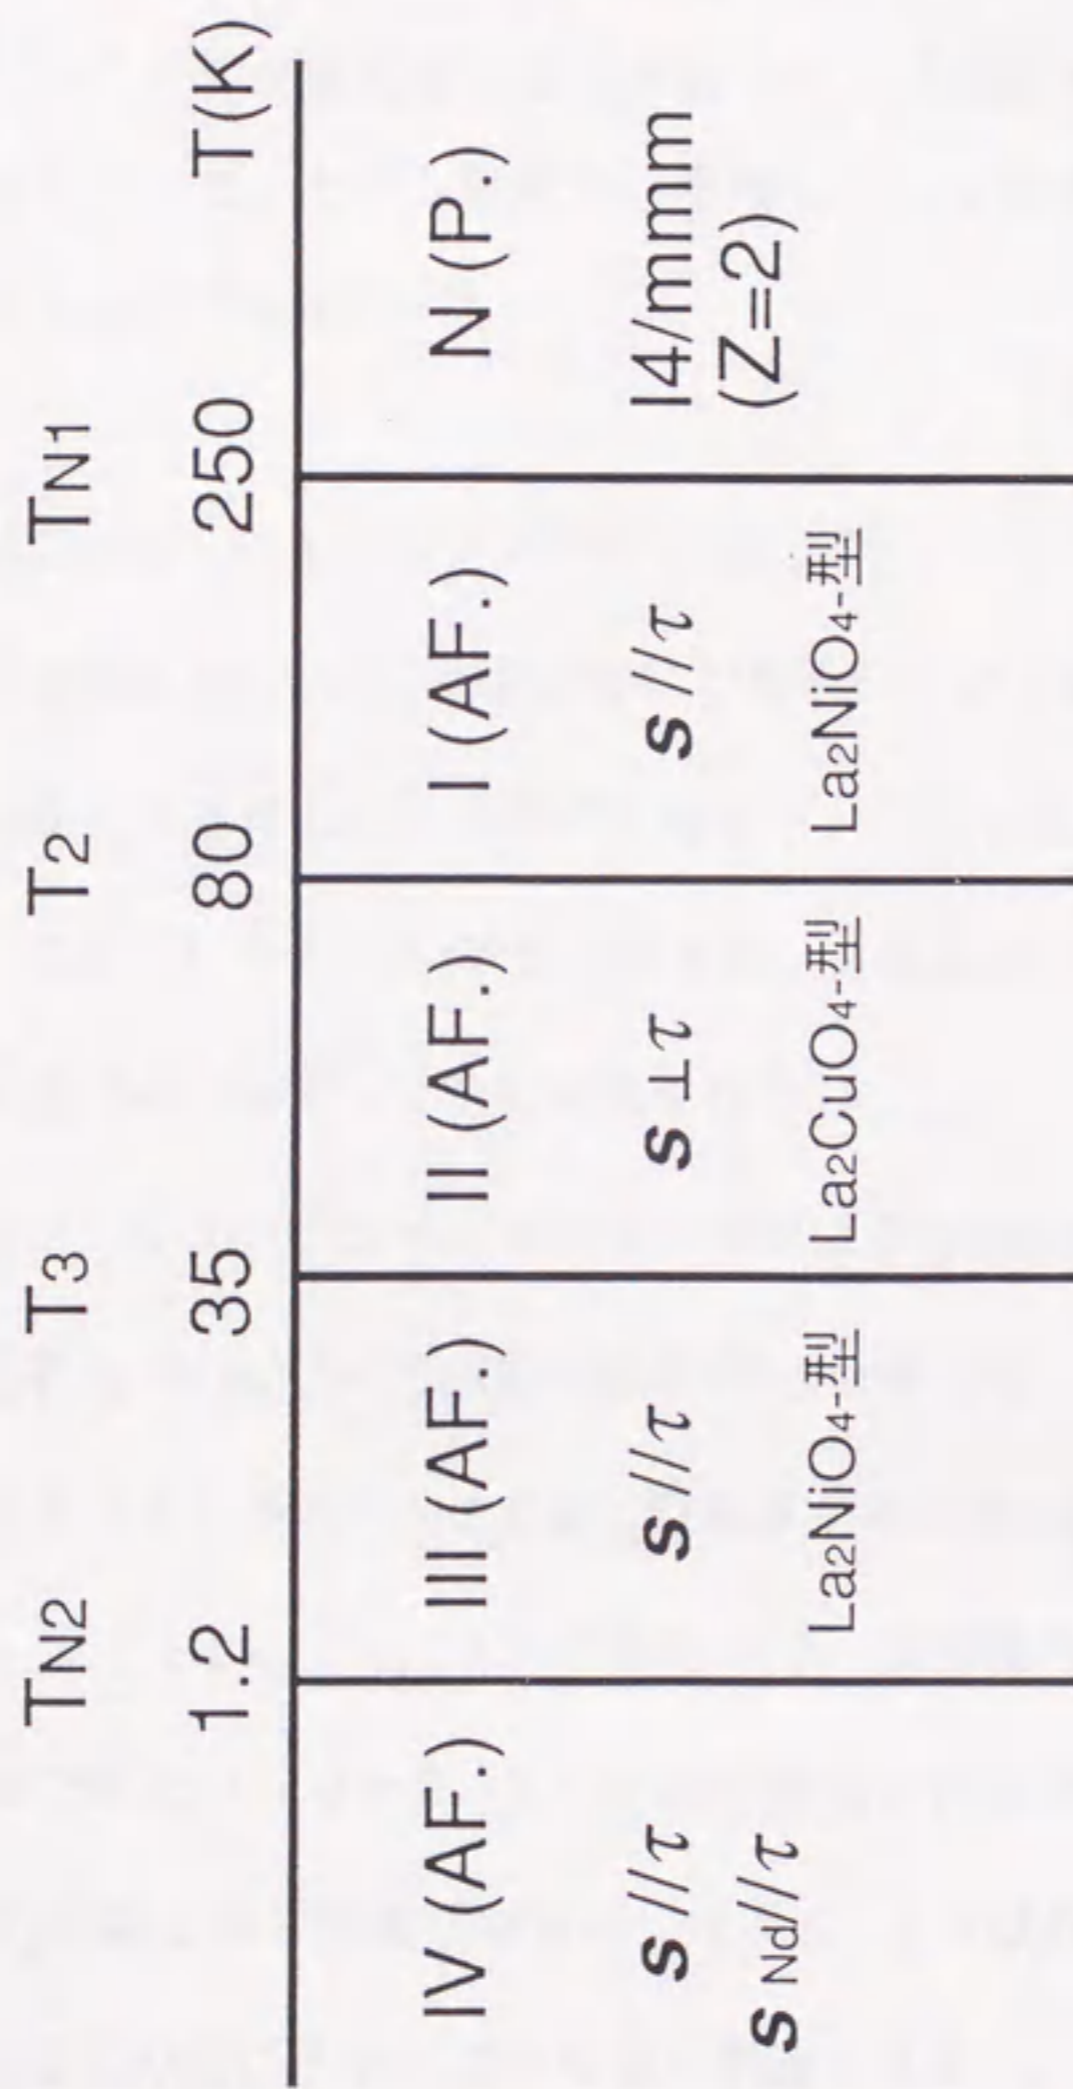 TN2 T3 T2 TN1
1.2 35 80 250 T(K)
IV (AF.) III (AF.) II (AF.) I (AF.) N (P.)
s//τ s//τ s⊥τ s//τ I4/mmm
sNd//τ (Z=2)
La2NiO4-型 La2CuO4-型 La2NiO4-型